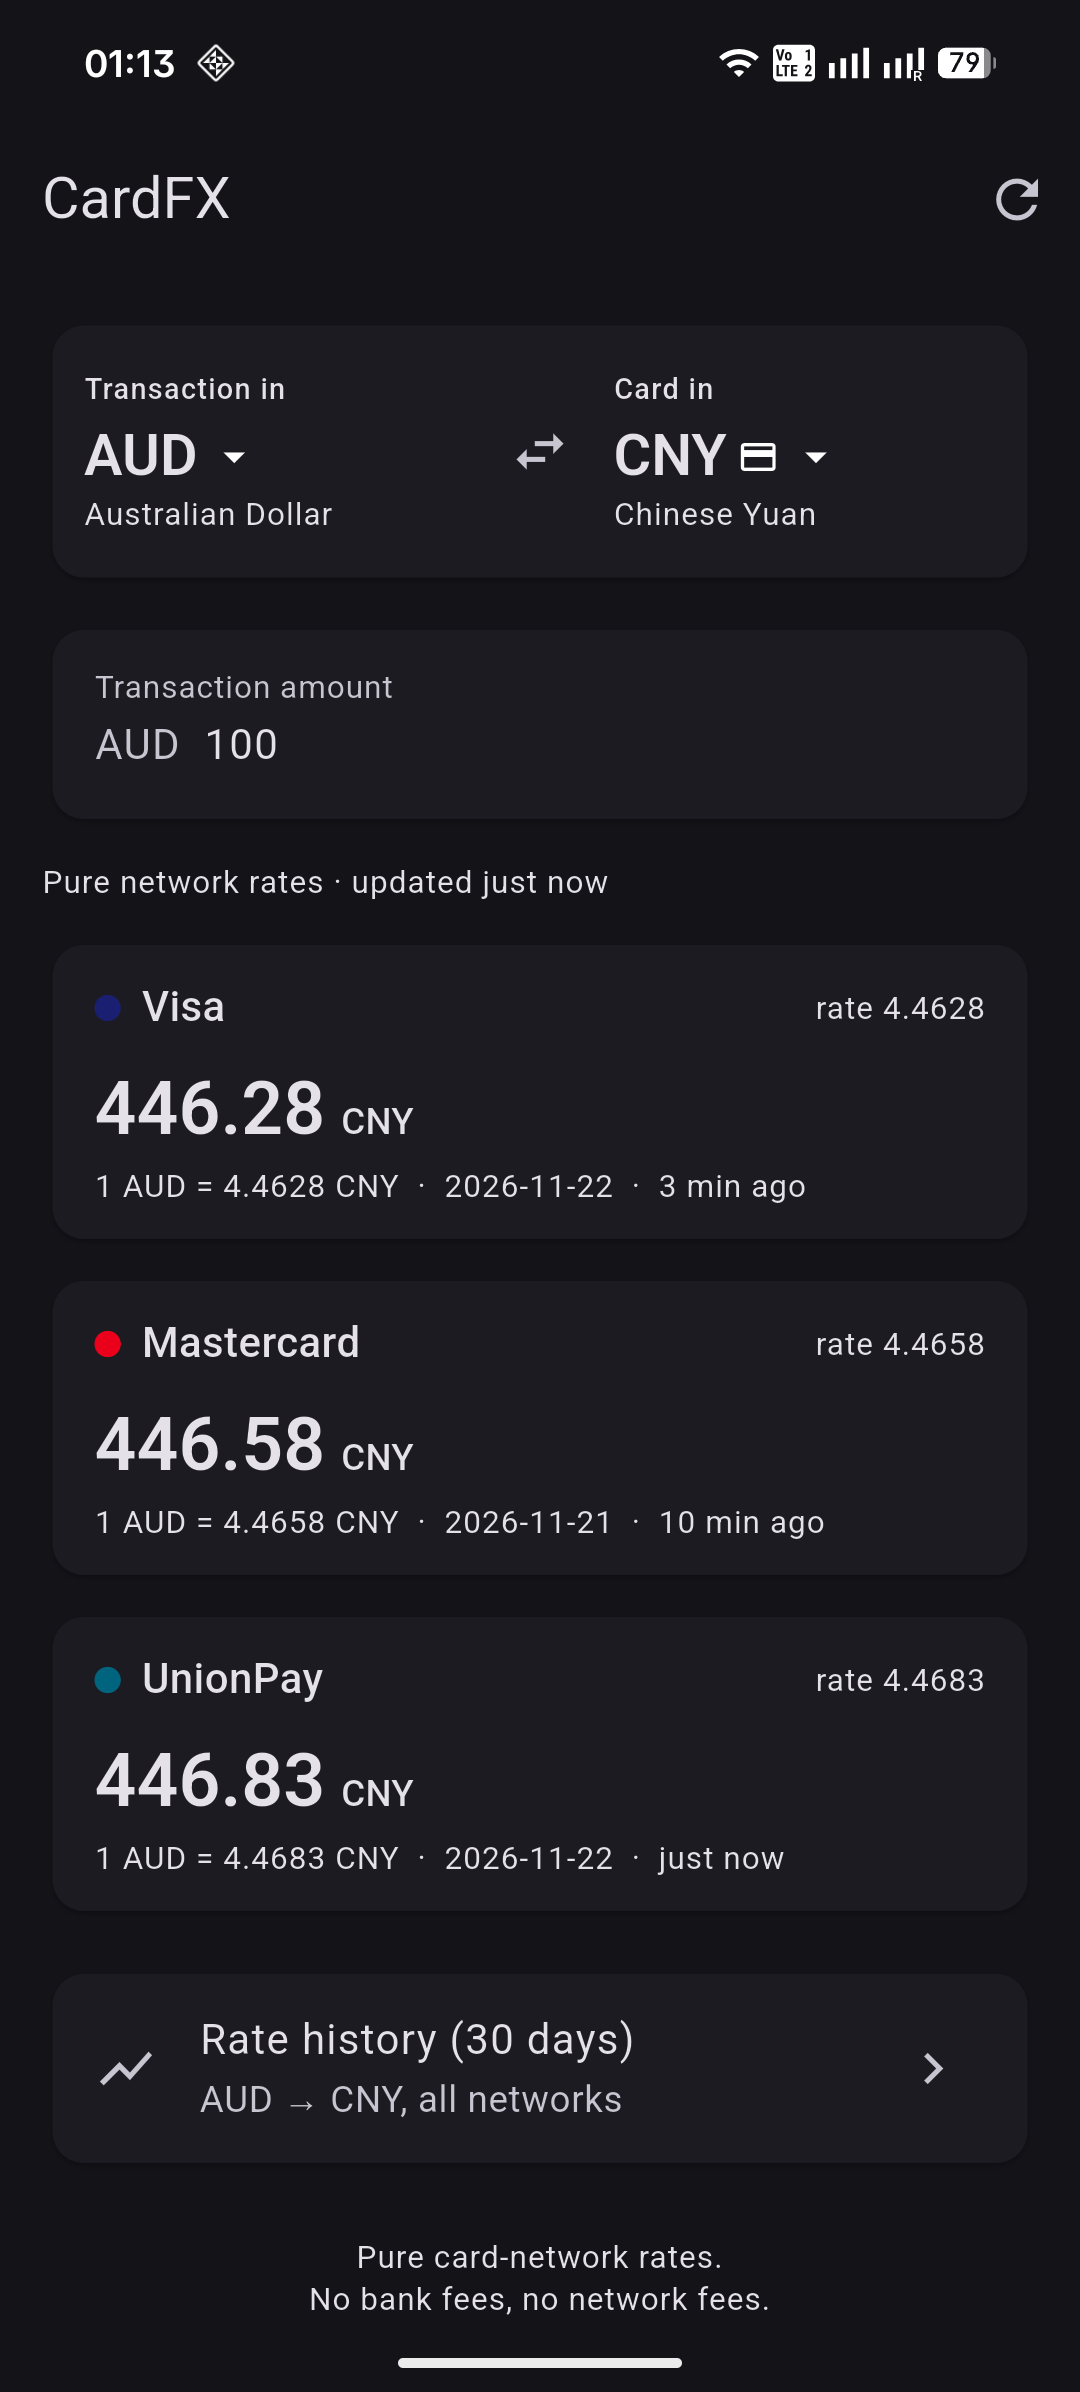 01:13
Vo 1
LTE 2
R
79
CardFX
Transaction in
AUD
Australian Dollar
Card in
CNY
Chinese Yuan
Transaction amount
AUD 100
Pure network rates · updated just now
Visa
rate 4.4628
446.28 CNY
1 AUD = 4.4628 CNY · 2026-11-22 · 3 min ago
Mastercard
rate 4.4658
446.58 CNY
1 AUD = 4.4658 CNY · 2026-11-21 · 10 min ago
UnionPay
rate 4.4683
446.83 CNY
1 AUD = 4.4683 CNY · 2026-11-22 · just now
Rate history (30 days)
AUD → CNY, all networks
Pure card-network rates.
No bank fees, no network fees.